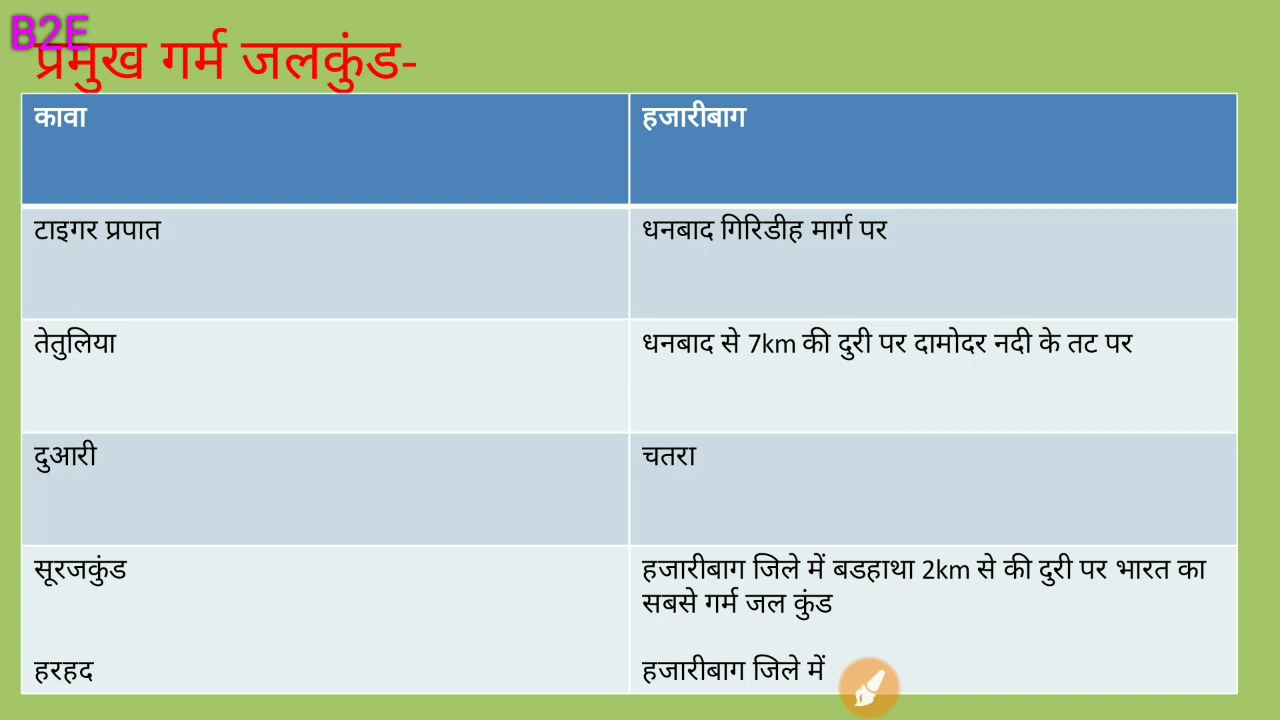 B2E
प्रमुख गर्म जलकुंड-
कावा
हजारीबाग
टाइगर प्रपात
धनबाद गिरिडीह मार्ग पर
तेतुलिया
धनबाद से 7km की दुरी पर दामोदर नदी के तट पर
दुआरी
चतरा
सूरजकुंड
हजारीबाग जिले में बडहाथा 2km से की दुरी पर भारत का
सबसे गर्म जल कुंड
हरहद
हजारीबाग जिले में